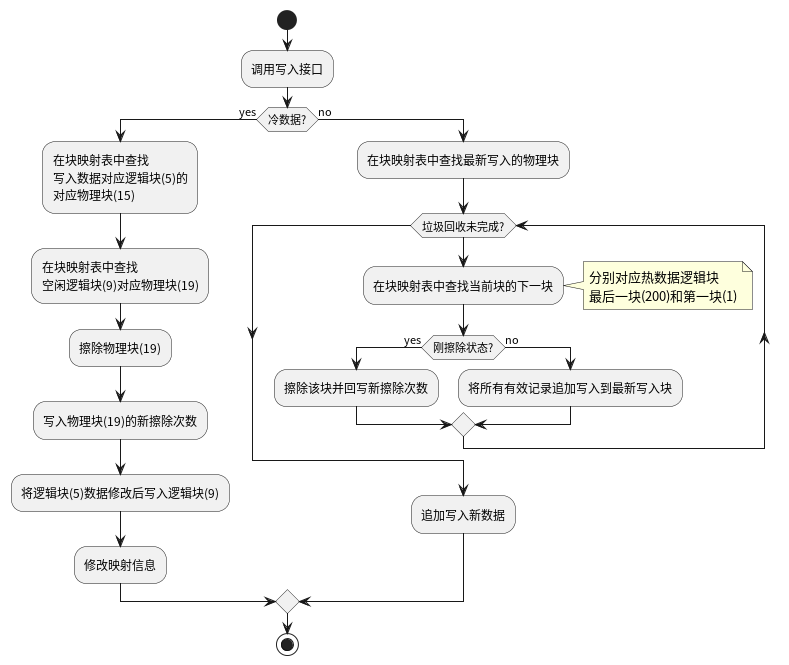 调用写入接口
冷数据?
yes
no
在块映射表中查找
写入数据对应逻辑块(5)的
对应物理块(15)
在块映射表中查找
空闲逻辑块(9)对应物理块(19)
擦除物理块(19)
写入物理块(19)的新擦除次数
将逻辑块(5)数据修改后写入逻辑块(9)
修改映射信息
在块映射表中查找最新写入的物理块
垃圾回收未完成?
在块映射表中查找当前块的下一块
分别对应热数据逻辑块
最后一块(200)和第一块(1)
刚擦除状态?
yes
no
擦除该块并回写新擦除次数
将所有有效记录追加写入到最新写入块
追加写入新数据